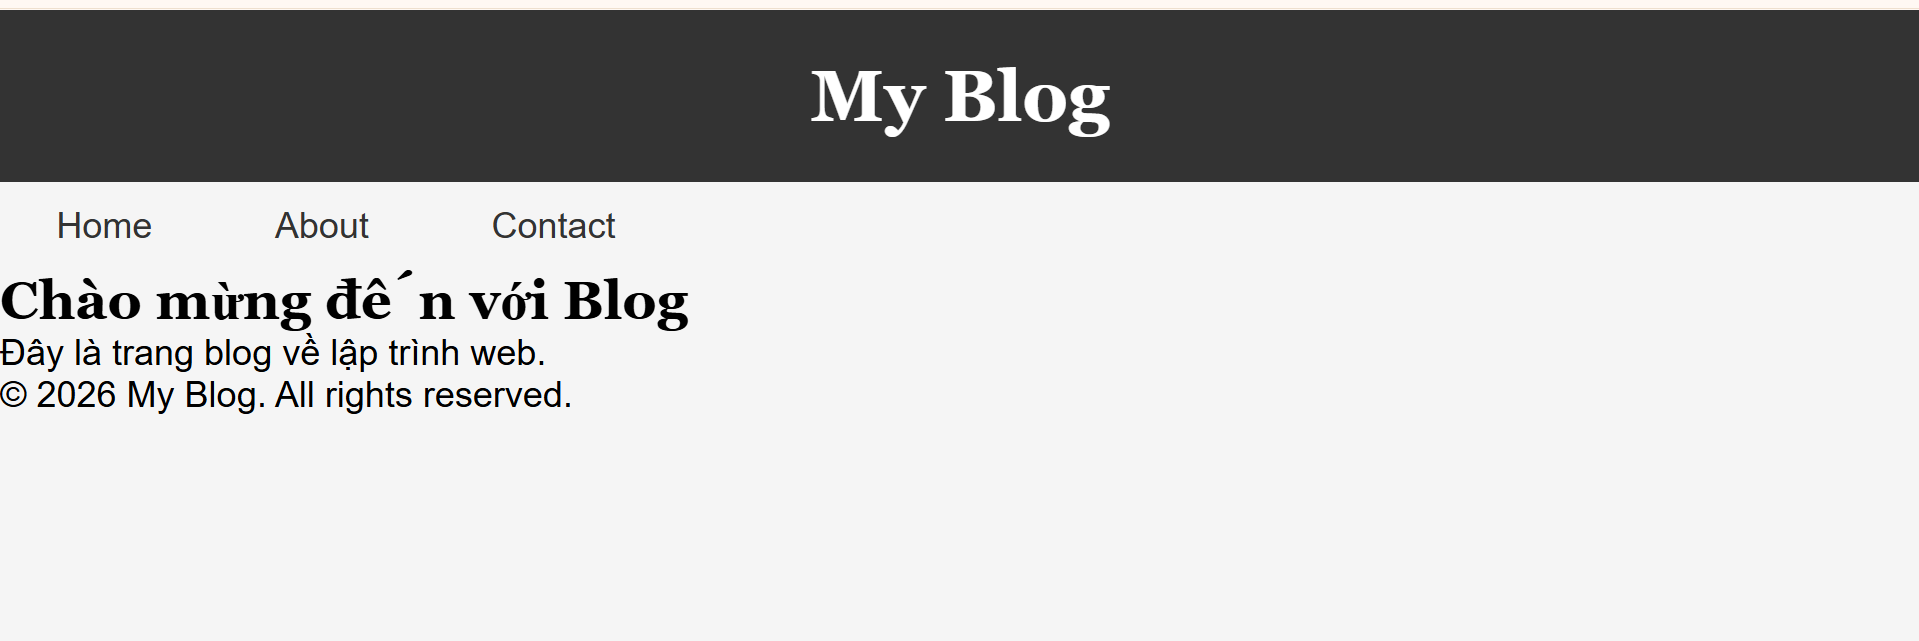 My Blog
Home About Contact
Chào mừng đến với Blog
Đây là trang blog về lập trình web.
© 2026 My Blog. All rights reserved.